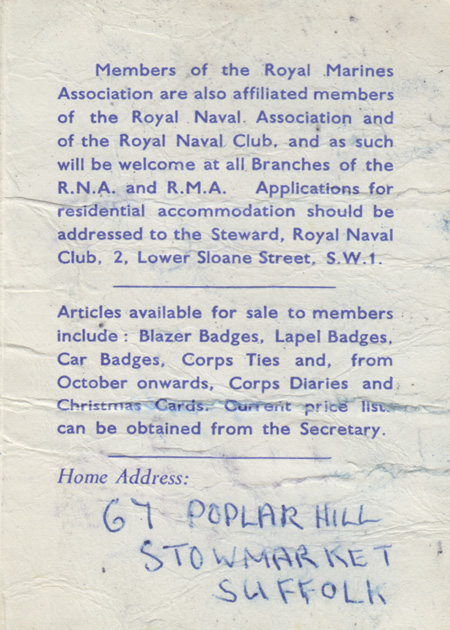 Members of the Royal Marines
Association are also affiliated members
of the Royal Naval Association and
of the Royal Naval Club, and as such
will be welcome at all Branches of the
R.N.A. and R.M.A. Applications for
residential accommodation should be
addressed to the Steward, Royal Naval
Club, 2, Lower Sloane Street, S.W.1.
Articles available for sale to members
include : Blazer Badges, Lapel Badges,
Car Badges, Corps Ties and, from
October onwards, Corps Diaries and
Christmas Cards. Current price list
can be obtained from the Secretary.
Home Address:
67 POPLAR HILL
STOWMARKET
SUFFOLK